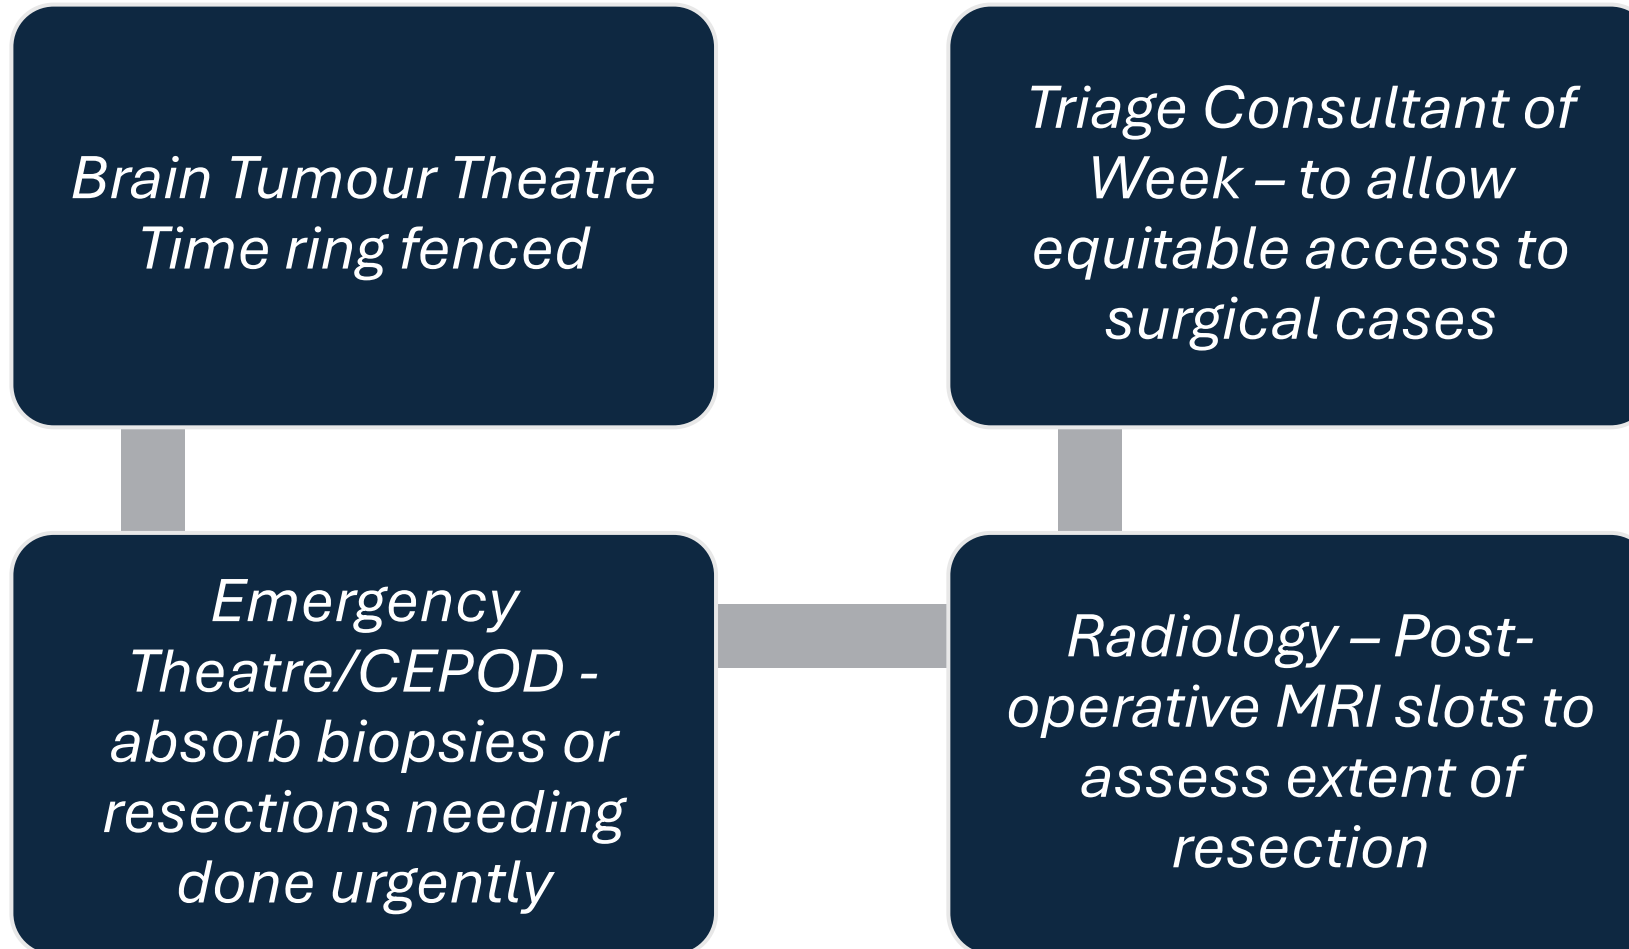 Brain Tumour Theatre
Time ring fenced
Emergency
Theatre/CEPOD -
absorb biopsies or
resections needing
done urgently
Radiology – Post-
operative MRI slots to
assess extent of
resection
Triage Consultant of
Week – to allow
equitable access to
surgical cases